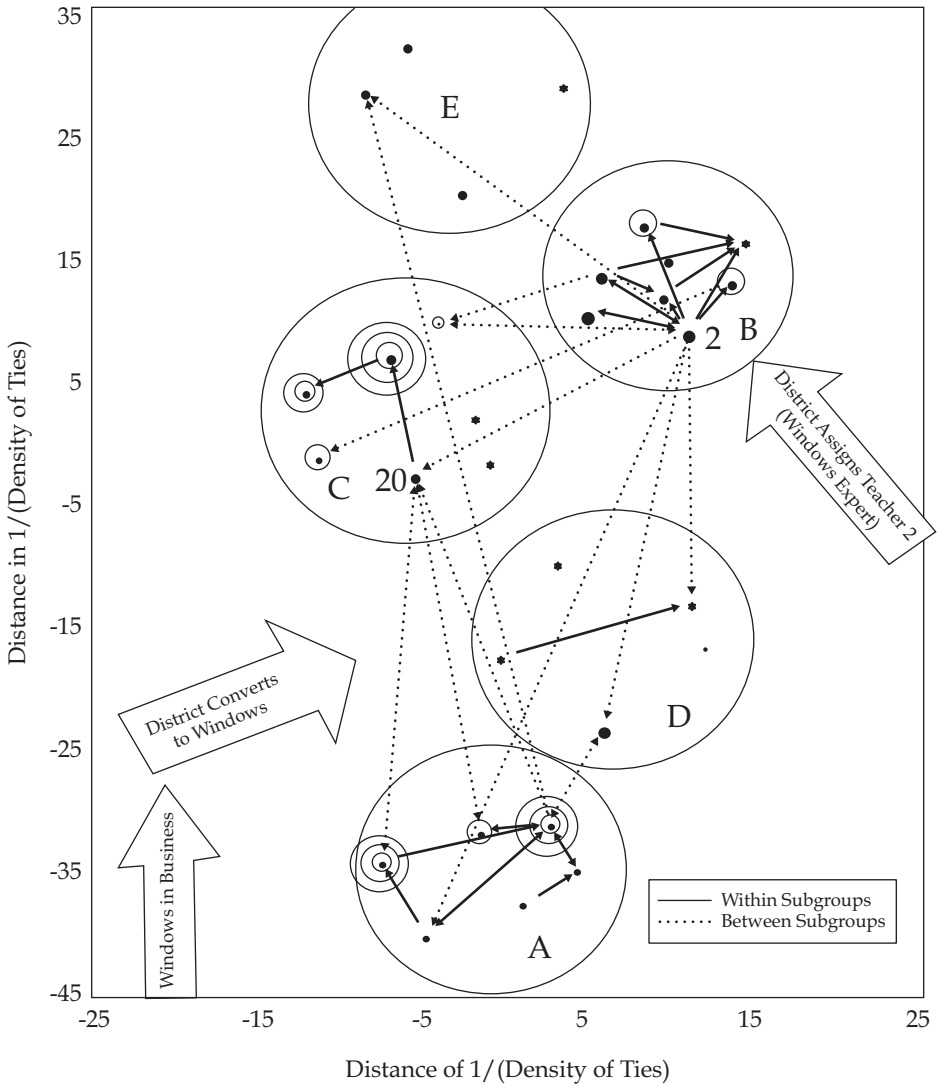 35
25
15
5
-5
-15
-25
-35
-45
Distance in 1/(Density of Ties)
E
2
B
C
20
D
A
District Assigns Teacher 2
(Windows Expert)
District Converts
to Windows
Windows in Business
Within Subgroups
Between Subgroups
-25
-15
-5
5
15
25
Distance of 1/(Density of Ties)